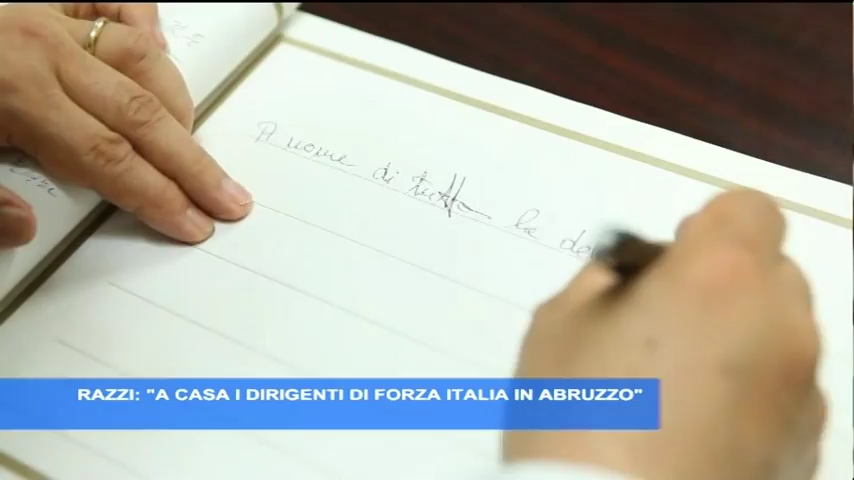 A nome di tutta la
RAZZI: "A CASA I DIRIGENTI DI FORZA ITALIA IN ABRUZZO"